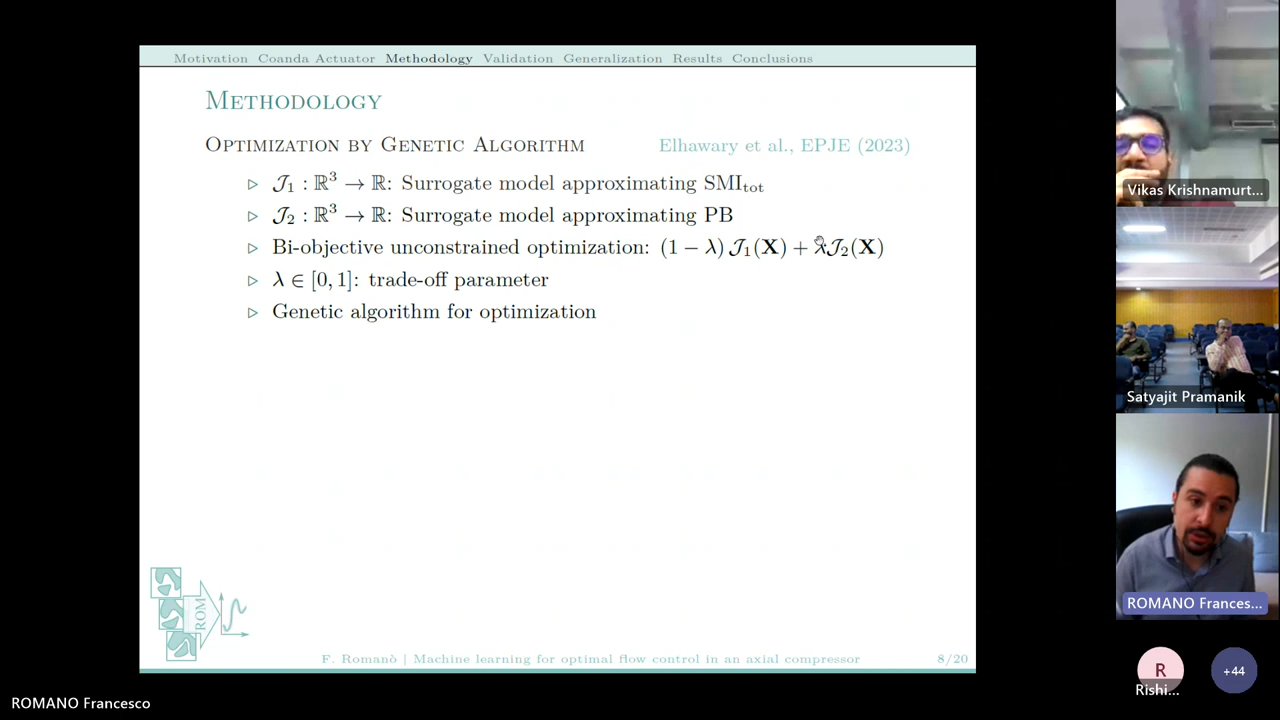 Motivation Coanda Actuator Methodology Validation Generalization Results Conclusions
Methodology
Optimization by Genetic Algorithm Elhawary et al., EPJE (2023)
▷ 𝒥₁ : ℝ³ → ℝ: Surrogate model approximating SMI_tot
▷ 𝒥₂ : ℝ³ → ℝ: Surrogate model approximating PB
▷ Bi-objective unconstrained optimization: (1 − λ) 𝒥₁(X) + λ𝒥₂(X)
▷ λ ∈ [0, 1]: trade-off parameter
▷ Genetic algorithm for optimization
ROM
F. Romanò | Machine learning for optimal flow control in an axial compressor 8/20
Vikas Krishnamurt...
Satyajit Pramanik
ROMANO Frances...
R
+44
Rishi...
ROMANO Francesco